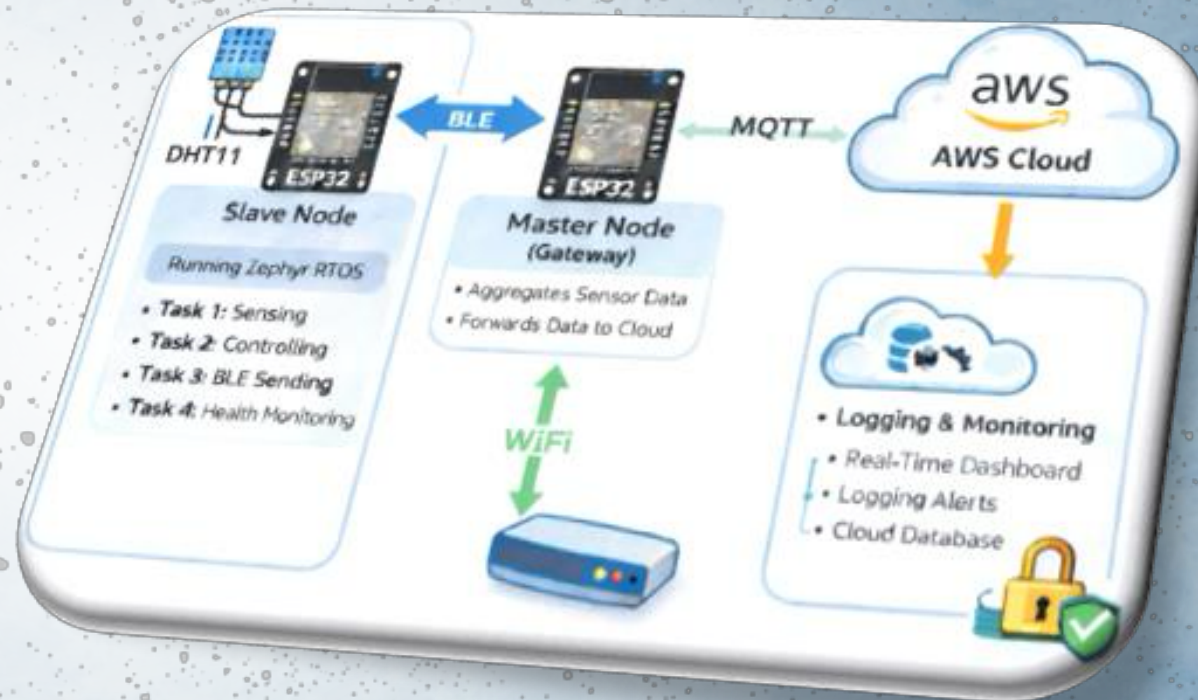 DHT11
ESP32
Slave Node
Running Zephyr RTOS
• Task 1: Sensing
• Task 2: Controlling
• Task 3: BLE Sending
• Task 4: Health Monitoring
BLE
ESP32
Master Node
(Gateway)
• Aggregates Sensor Data
• Forwards Data to Cloud
WiFi
MQTT
aws
AWS Cloud
• Logging & Monitoring
• Real-Time Dashboard
• Logging Alerts
• Cloud Database